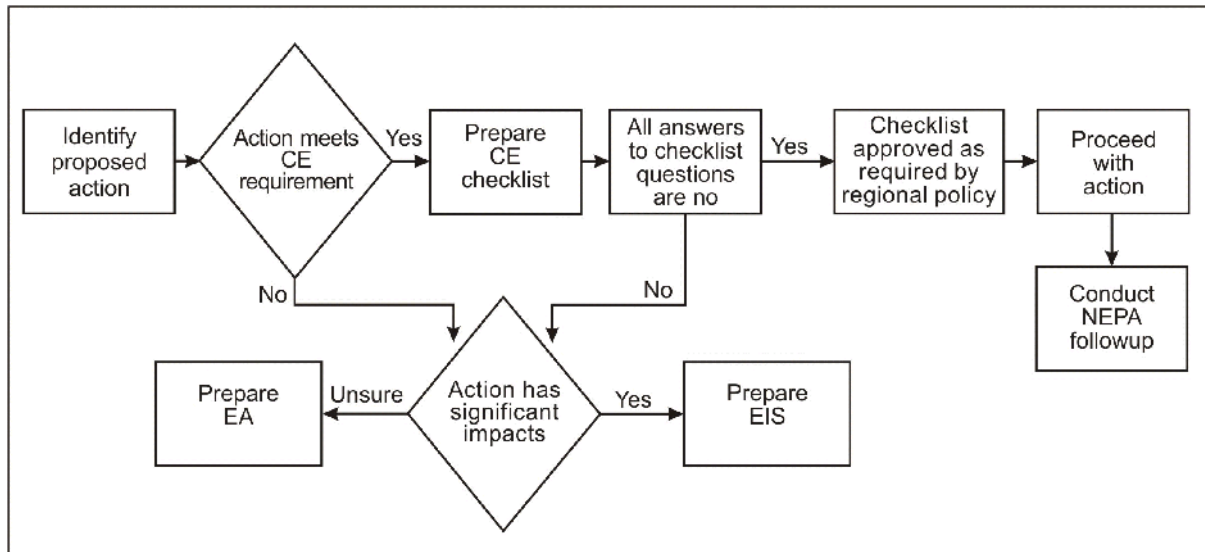 Identify
proposed
action
Action meets
CE
requirement
Yes
Prepare
CE
checklist
All answers
to checklist
questions
are no
Yes
Checklist
approved as
required by
regional policy
Proceed
with
action
No
No
Conduct
NEPA
followup
Prepare
EA
Unsure
Action has
significant
impacts
Yes
Prepare
EIS